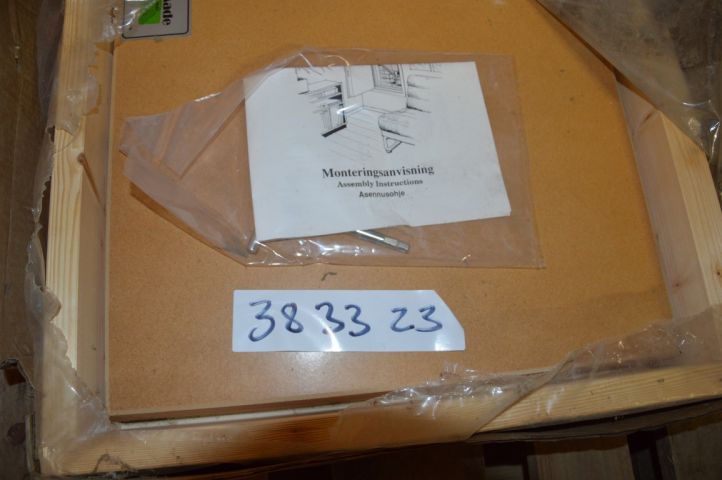 Monteringsanvisning
Assembly Instructions
Asennusohje
38 33 23